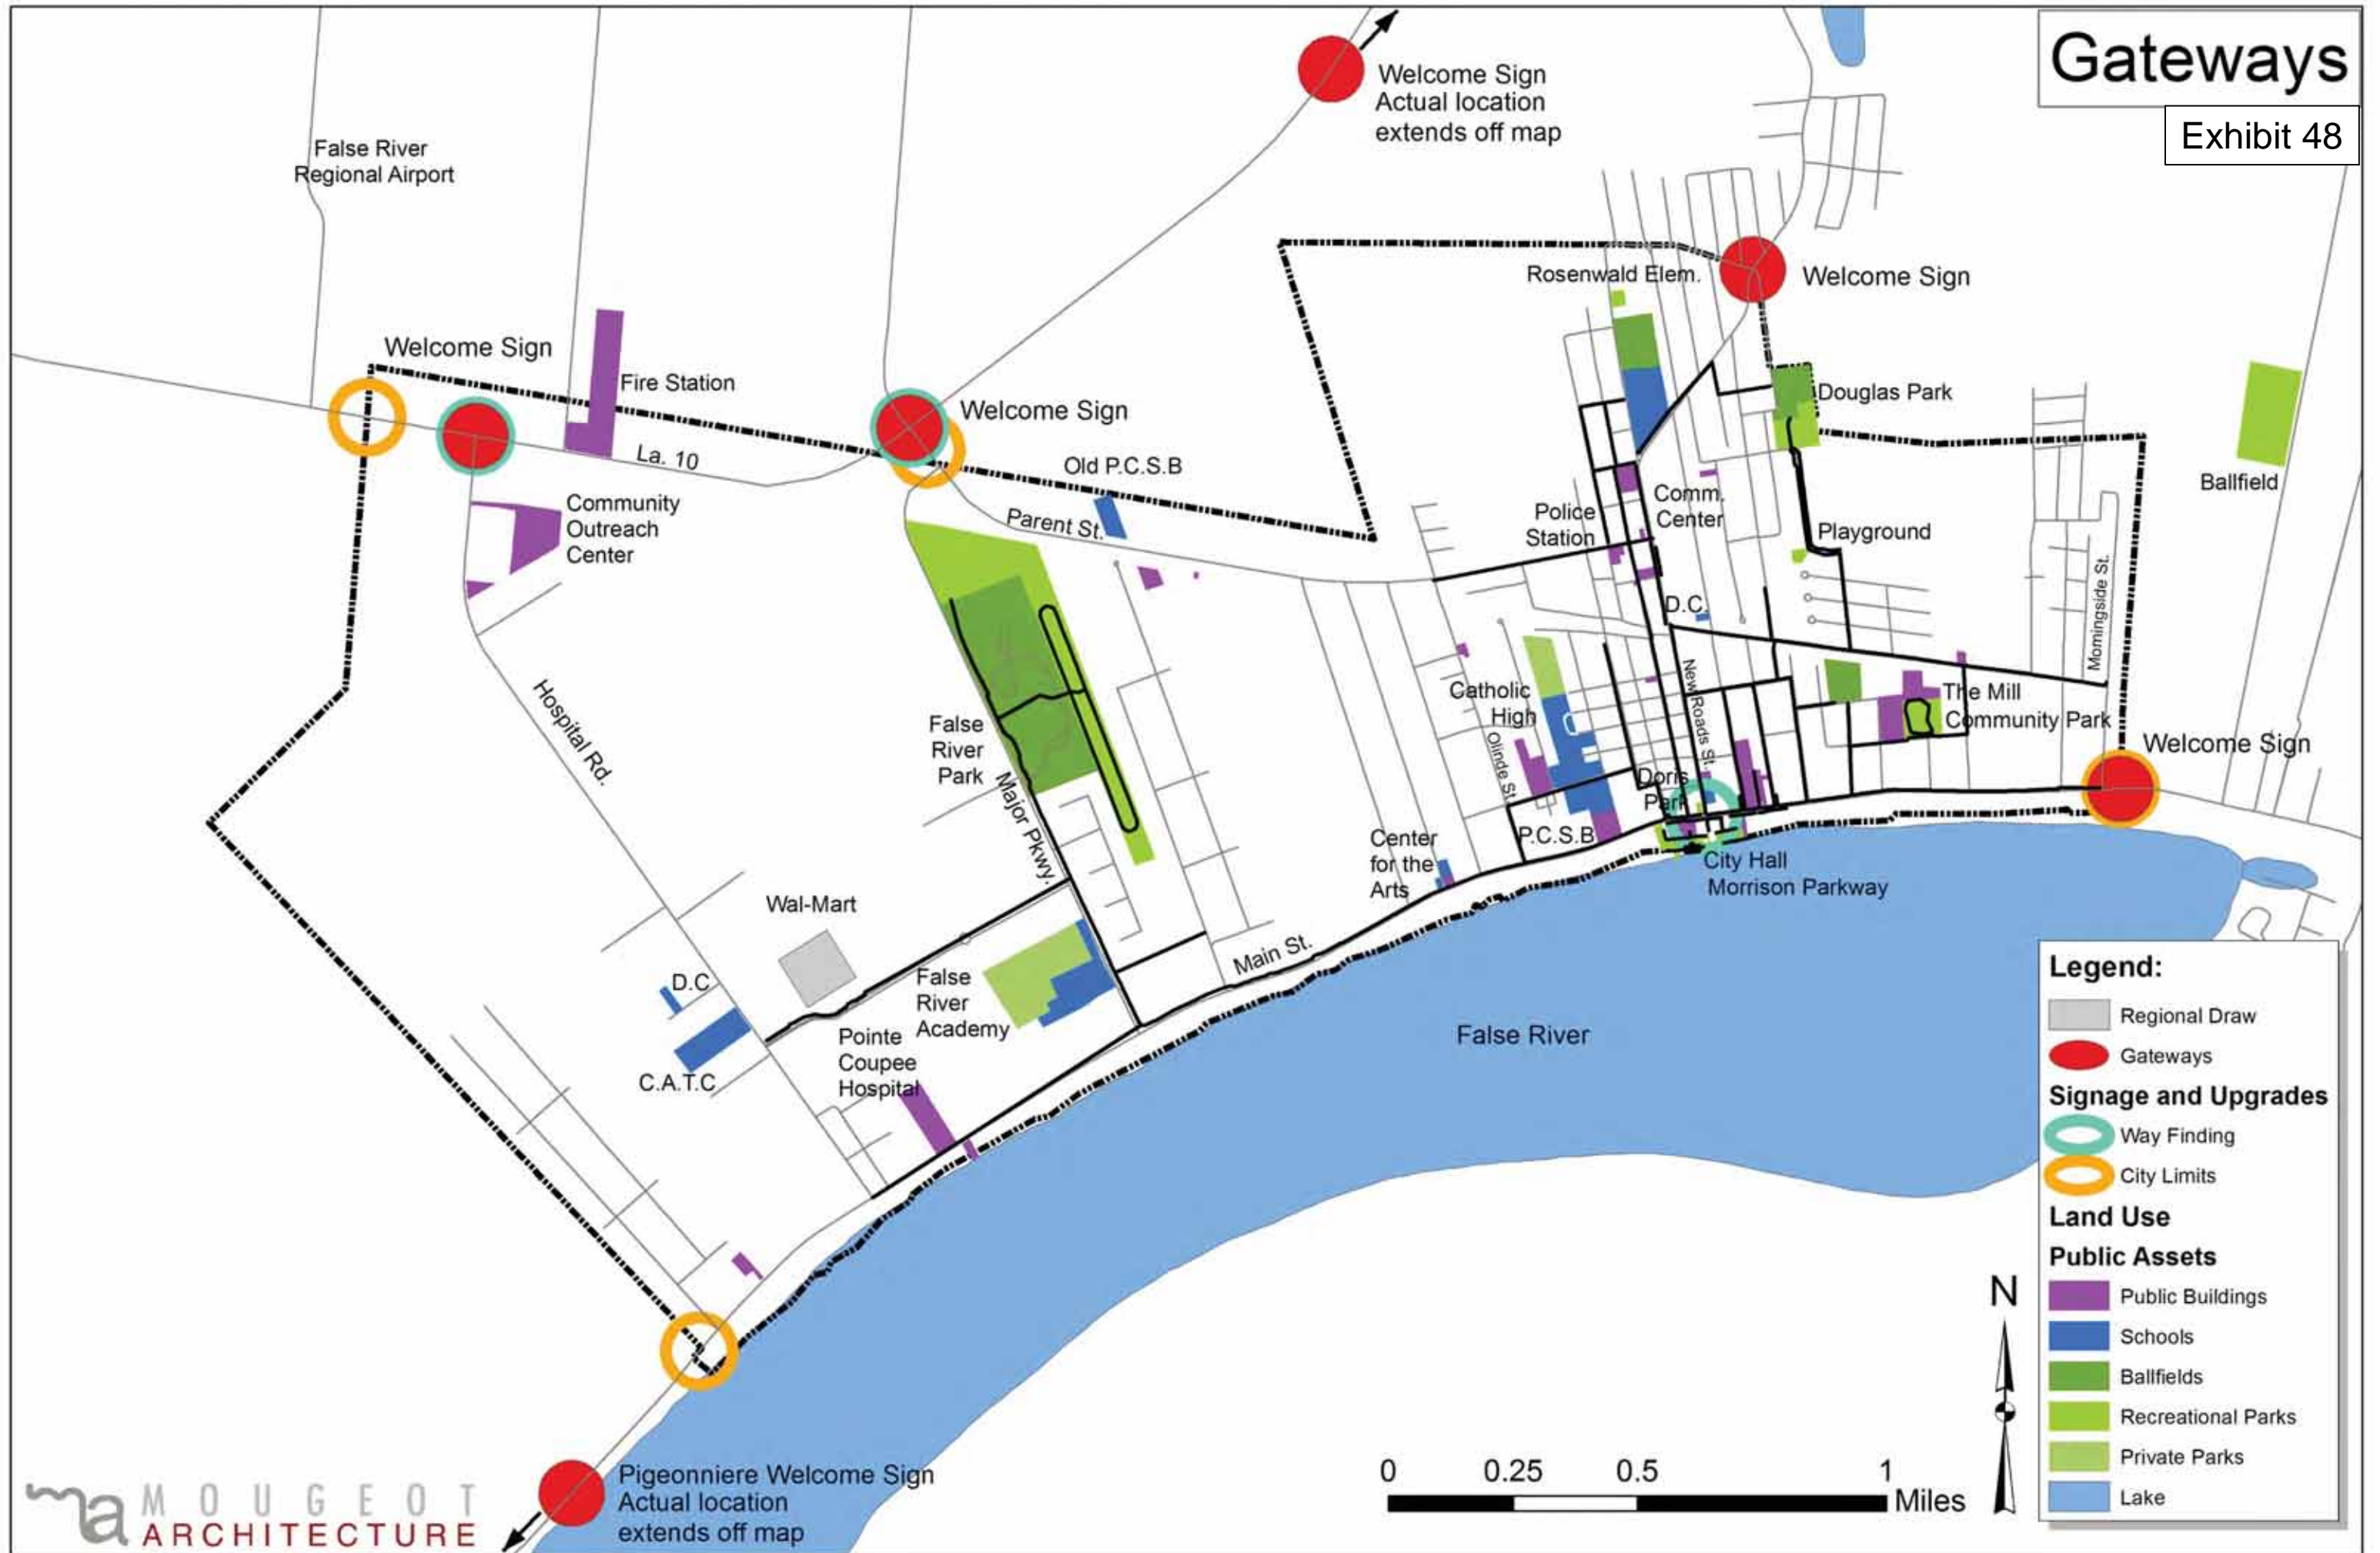 Gateways
Exhibit 48
Welcome Sign
Actual location
extends off map
False River
Regional Airport
Rosenwald Elem.
Welcome Sign
Welcome Sign
Fire Station
Welcome Sign
Douglas Park
La. 10
Old P.C.S.B
Ballfield
Community
Outreach
Center
Parent St.
Police
Station
Comm.
Center
Playground
Morningside St.
D.C.
Hospital Rd.
False
River
Park
Major Pkwy.
Catholic
High
Olinde St.
New Roads St.
The Mill
Community Park
Welcome Sign
Doris
Park
P.C.S.B
Center
for the
Arts
City Hall
Morrison Parkway
Wal-Mart
Main St.
D.C
False
River
Academy
C.A.T.C
Pointe
Coupee
Hospital
False River
Legend:
Regional Draw
Gateways
Signage and Upgrades
Way Finding
City Limits
Land Use
Public Assets
Public Buildings
Schools
Ballfields
Recreational Parks
Private Parks
Lake
N
0 0.25 0.5 1
Miles
Pigeonniere Welcome Sign
Actual location
extends off map
ma MOUGEOT
ARCHITECTURE